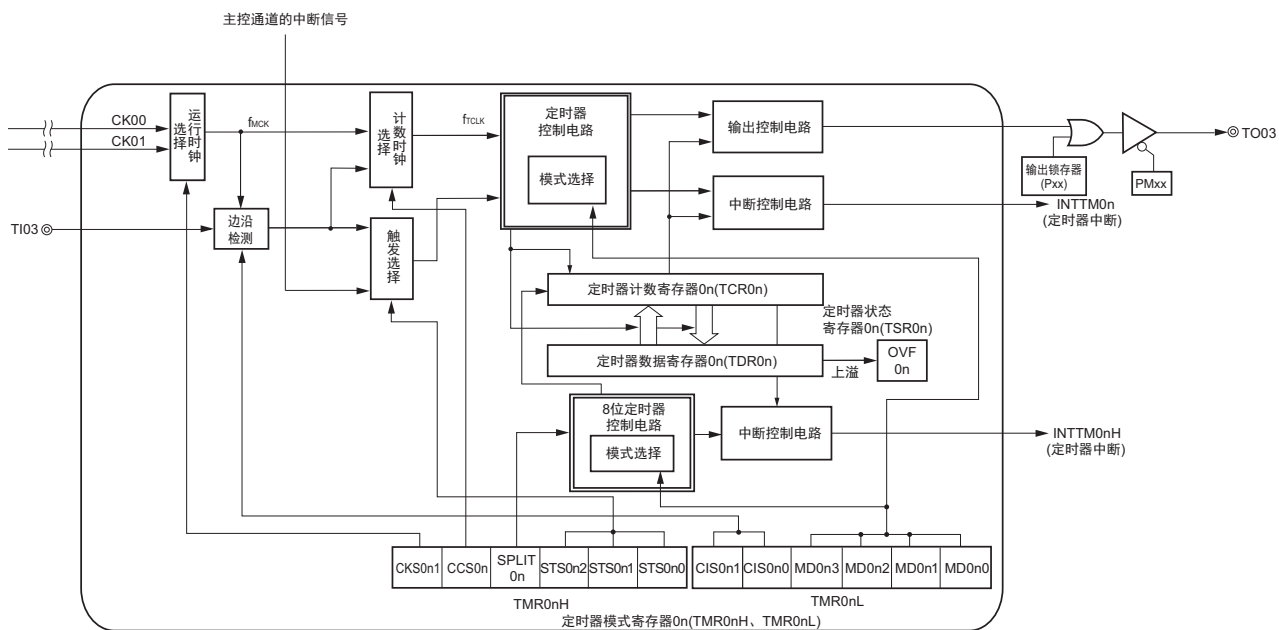 主控通道的中断信号
CK00
CK01
运行时钟
选择
fMCK
计数时钟
选择
fTCLK
定时器
控制电路
模式选择
输出控制电路
TO03
输出锁存器
(Pxx)
PMxx
中断控制电路
INTTM0n
(定时器中断)
TI03
边沿
检测
触发
选择
定时器计数寄存器0n(TCR0n)
定时器状态
寄存器0n(TSR0n)
定时器数据寄存器0n(TDR0n)
上溢
OVF
0n
8位定时器
控制电路
模式选择
中断控制电路
INTTM0nH
(定时器中断)
CKS0n1 CCS0n SPLIT0n STS0n2 STS0n1 STS0n0 CIS0n1 CIS0n0 MD0n3 MD0n2 MD0n1 MD0n0
TMR0nH TMR0nL
定时器模式寄存器0n(TMR0nH、TMR0nL)